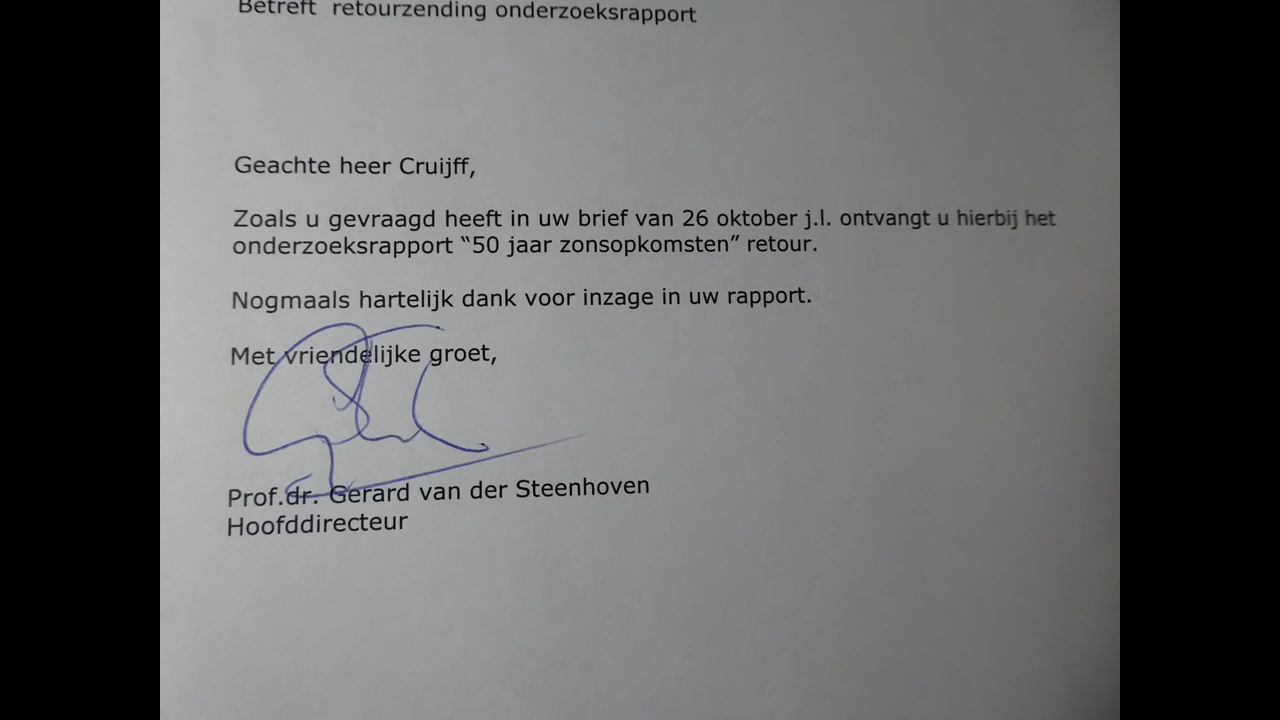 Betreft retourzending onderzoeksrapport
Geachte heer Cruijff,
Zoals u gevraagd heeft in uw brief van 26 oktober j.l. ontvangt u hierbij het
onderzoeksrapport “50 jaar zonsopkomsten” retour.
Nogmaals hartelijk dank voor inzage in uw rapport.
Met vriendelijke groet,
Prof.dr. Gerard van der Steenhoven
Hoofddirecteur